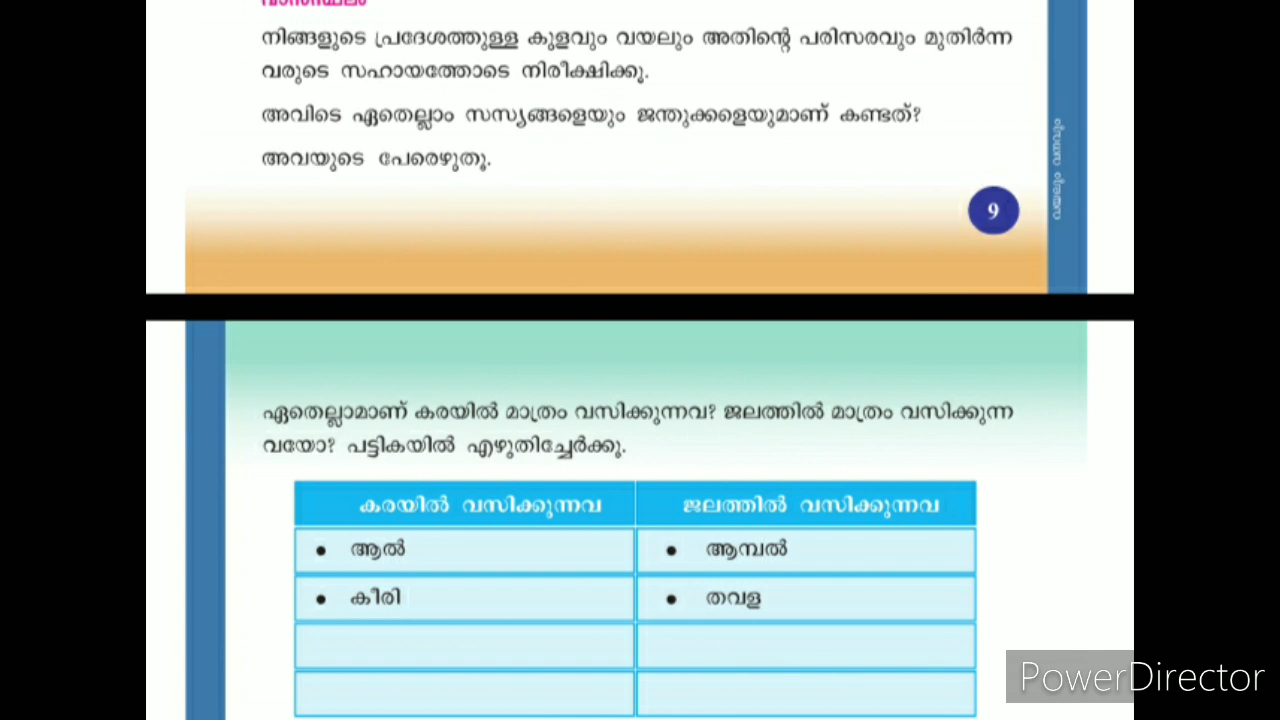 നിങ്ങളുടെ പ്രദേശത്തുള്ള കുളവും വയലും അതിന്റെ പരിസരവും മുതിർന്ന
വരുടെ സഹായത്തോടെ നിരീക്ഷിക്കൂ.
അവിടെ ഏതെല്ലാം സസ്യങ്ങളെയും ജന്തുക്കളെയുമാണ് കണ്ടത്?
അവയുടെ പേരെഴുതൂ.
9
വയലും വനവും
ഏതെല്ലാമാണ് കരയിൽ മാത്രം വസിക്കുന്നവ? ജലത്തിൽ മാത്രം വസിക്കുന്ന
വയോ? പട്ടികയിൽ എഴുതിച്ചേർക്കൂ.
കരയിൽ വസിക്കുന്നവ ജലത്തിൽ വസിക്കുന്നവ
• ആൽ • ആമ്പൽ
• കീരി • തവള
PowerDirector